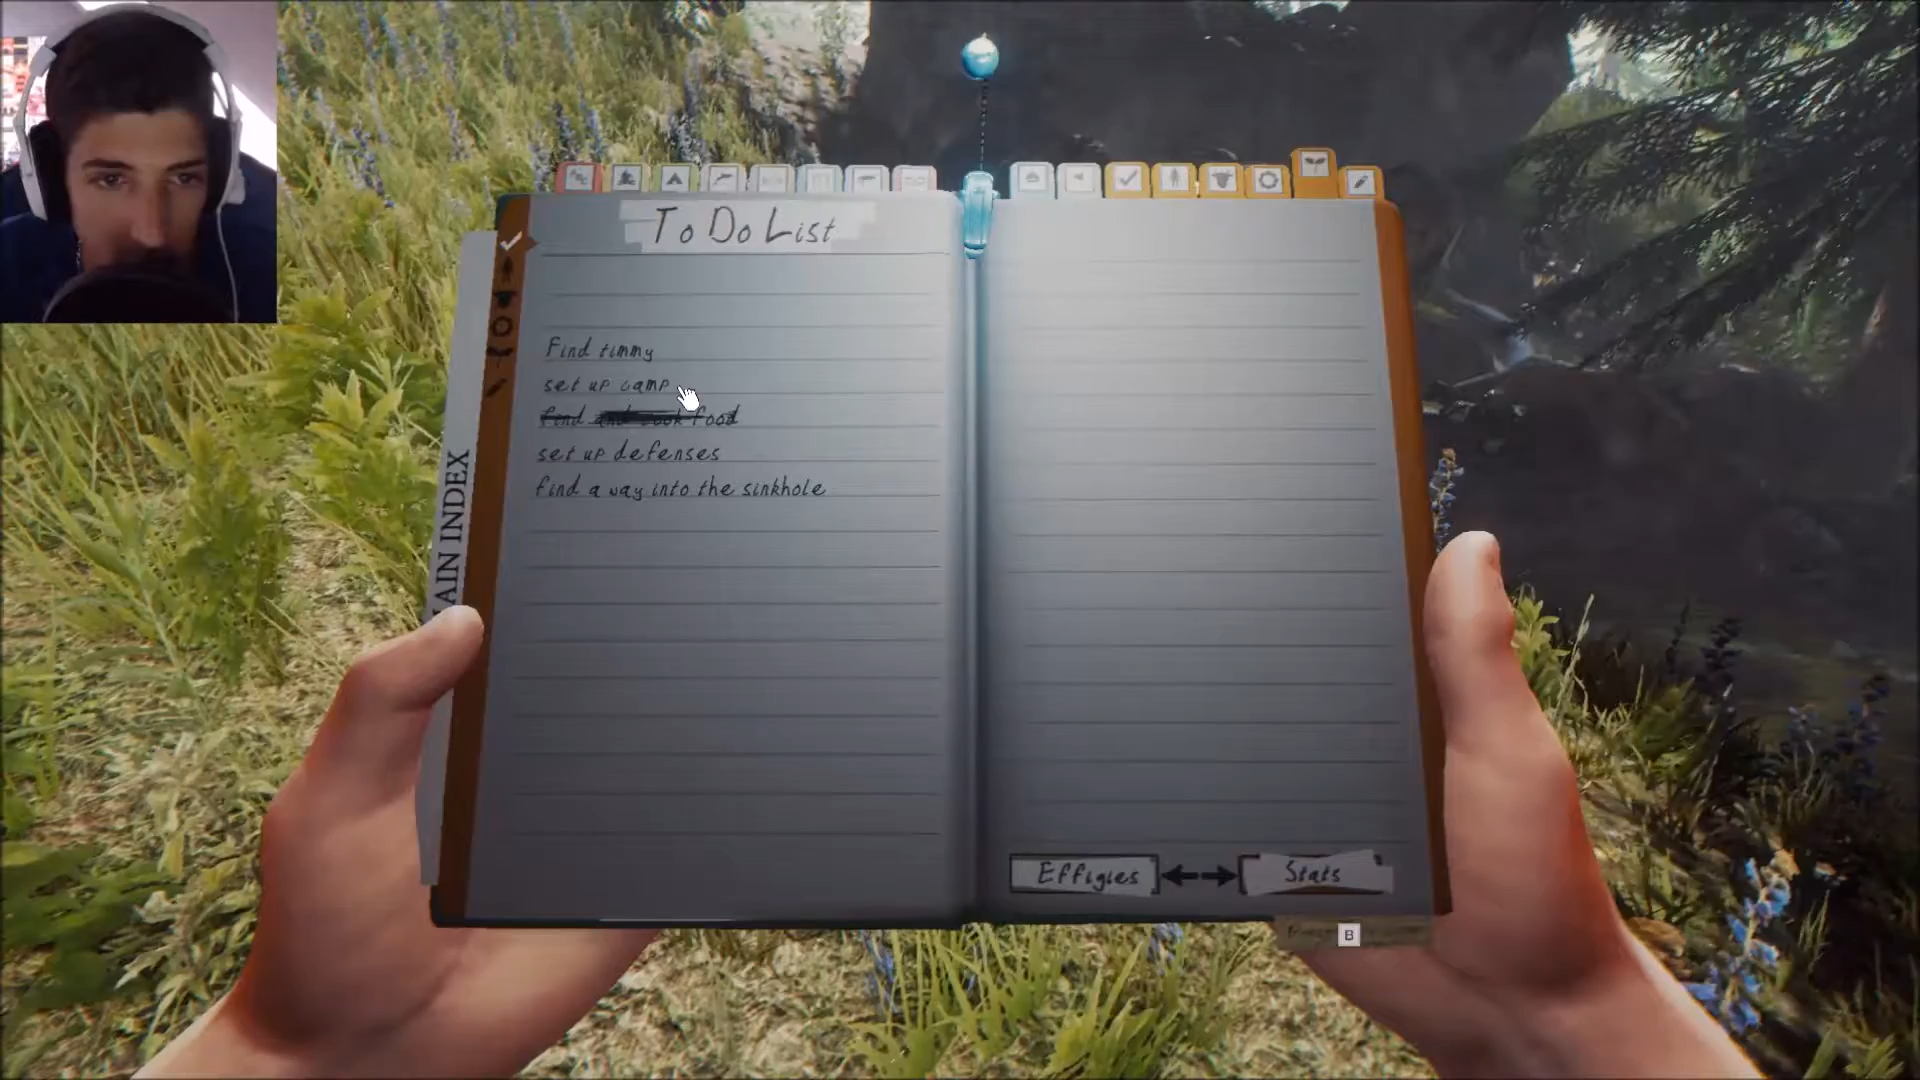 To Do List
Find timmy
set up camp
find and cook food
set up defenses
find a way into the sinkhole
AIN INDEX
Effigies
Stats
B